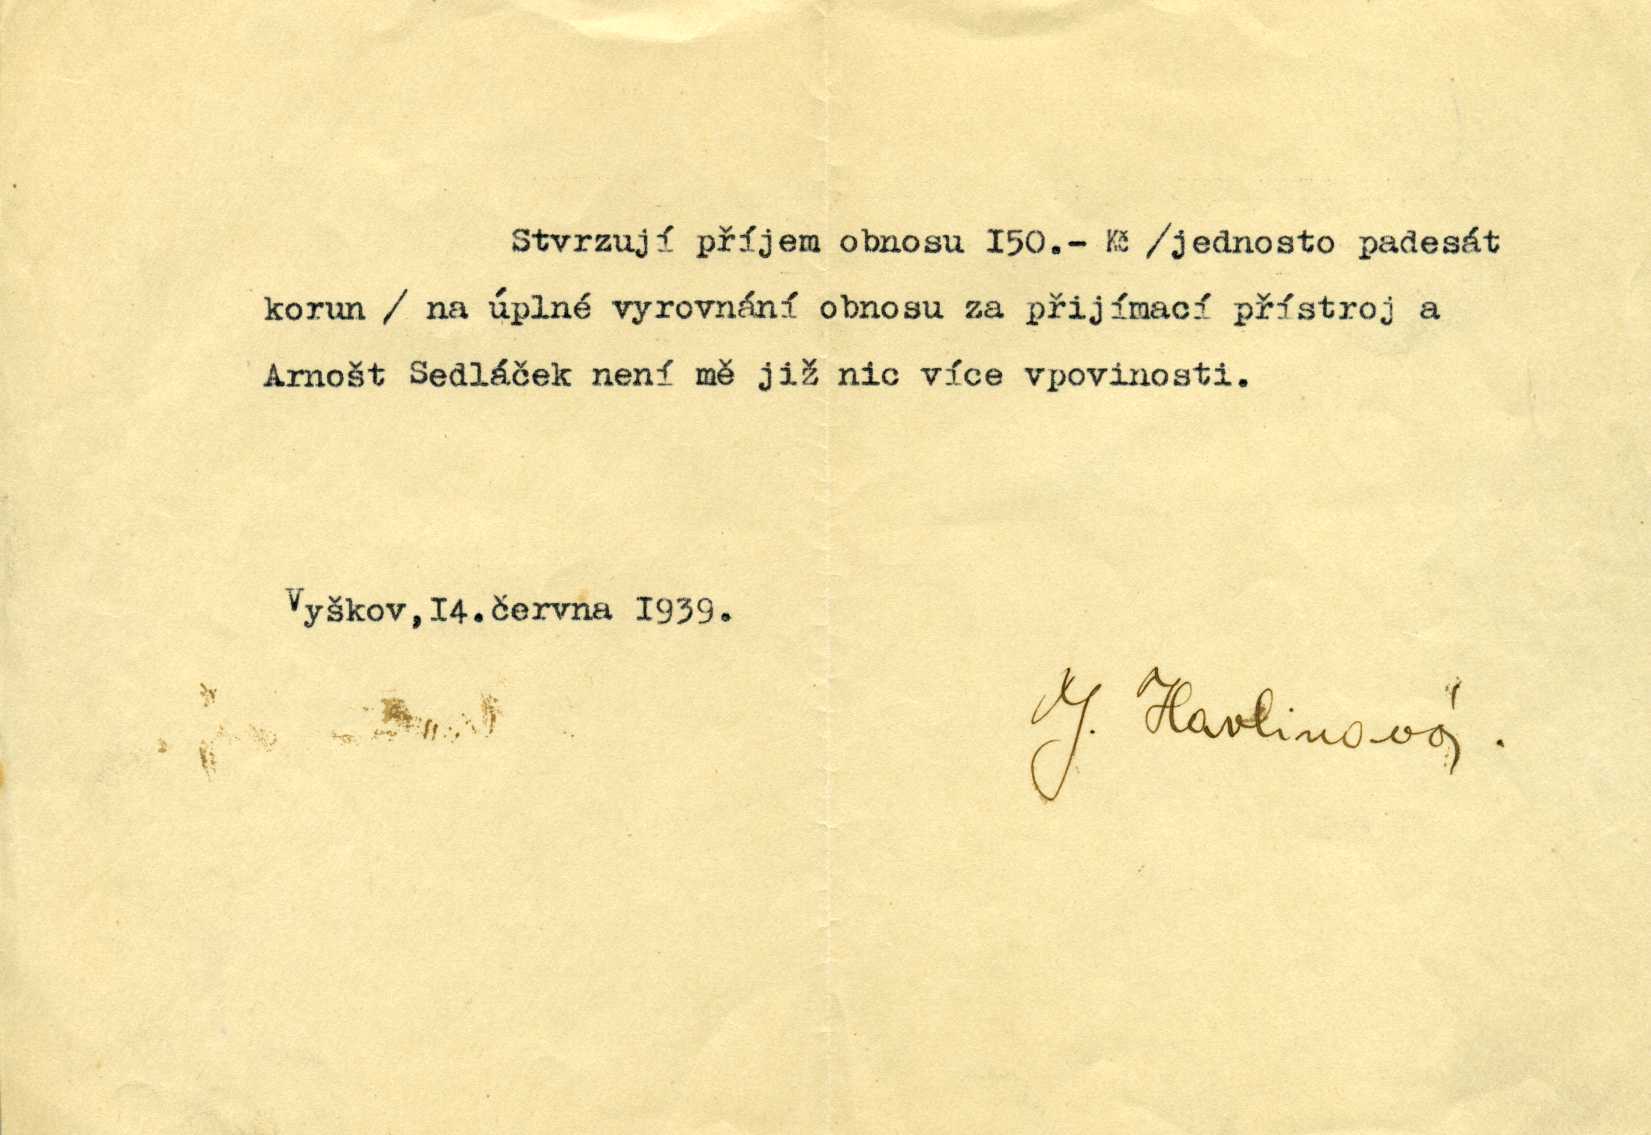 Stvrzují příjem obnosu I50.- Kč /jednosto padesát
korun / na úplné vyrovnání obnosu za přijímací přístroj a
Arnošt Sedláček není mě již nic více vpovinosti.
Vyškov,I4.června I939.
J. Havlinová.